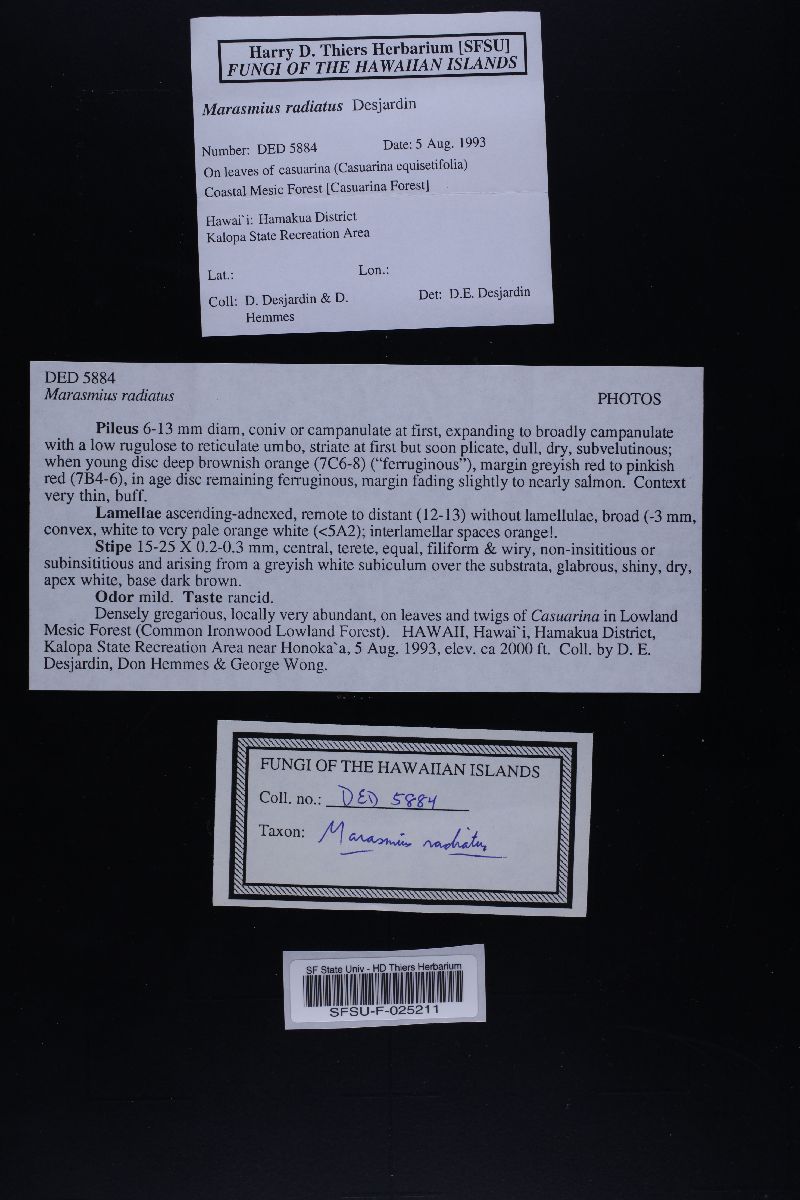 Harry D. Thiers Herbarium [SFSU]
FUNGI OF THE HAWAIIAN ISLANDS
Marasmius radiatus Desjardin
Number: DED 5884 Date: 5 Aug. 1993
On leaves of casuarina (Casuarina equisetifolia)
Coastal Mesic Forest [Casuarina Forest]
Hawai`i: Hamakua District
Kalopa State Recreation Area
Lat.: Lon.:
Coll: D. Desjardin & D. Det: D.E. Desjardin
Hemmes
DED 5884
Marasmius radiatus PHOTOS
Pileus 6-13 mm diam, coniv or campanulate at first, expanding to broadly campanulate
with a low rugulose to reticulate umbo, striate at first but soon plicate, dull, dry, subvelutinous;
when young disc deep brownish orange (7C6-8) ("ferruginous"), margin greyish red to pinkish
red (7B4-6), in age disc remaining ferruginous, margin fading slightly to nearly salmon. Context
very thin, buff.
Lamellae ascending-adnexed, remote to distant (12-13) without lamellulae, broad (-3 mm,
convex, white to very pale orange white (<5A2); interlamellar spaces orange!.
Stipe 15-25 X 0.2-0.3 mm, central, terete, equal, filiform & wiry, non-insititious or
subinsititious and arising from a greyish white subiculum over the substrata, glabrous, shiny, dry,
apex white, base dark brown.
Odor mild. Taste rancid.
Densely gregarious, locally very abundant, on leaves and twigs of Casuarina in Lowland
Mesic Forest (Common Ironwood Lowland Forest). HAWAII, Hawai`i, Hamakua District,
Kalopa State Recreation Area near Honoka`a, 5 Aug. 1993, elev. ca 2000 ft. Coll. by D. E.
Desjardin, Don Hemmes & George Wong.
FUNGI OF THE HAWAIIAN ISLANDS
Coll. no.: DED 5884
Taxon: Marasmius radiatus
SF State Univ - HD Thiers Herbarium
SFSU-F-025211